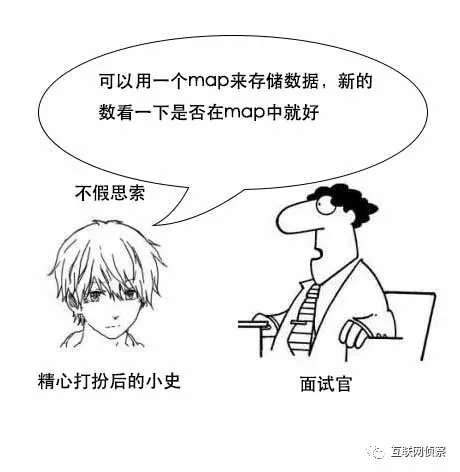 可以用一个map来存储数据，新的
数看一下是否在map中就好
不假思索
精心打扮后的小史
面试官
互联网侦察